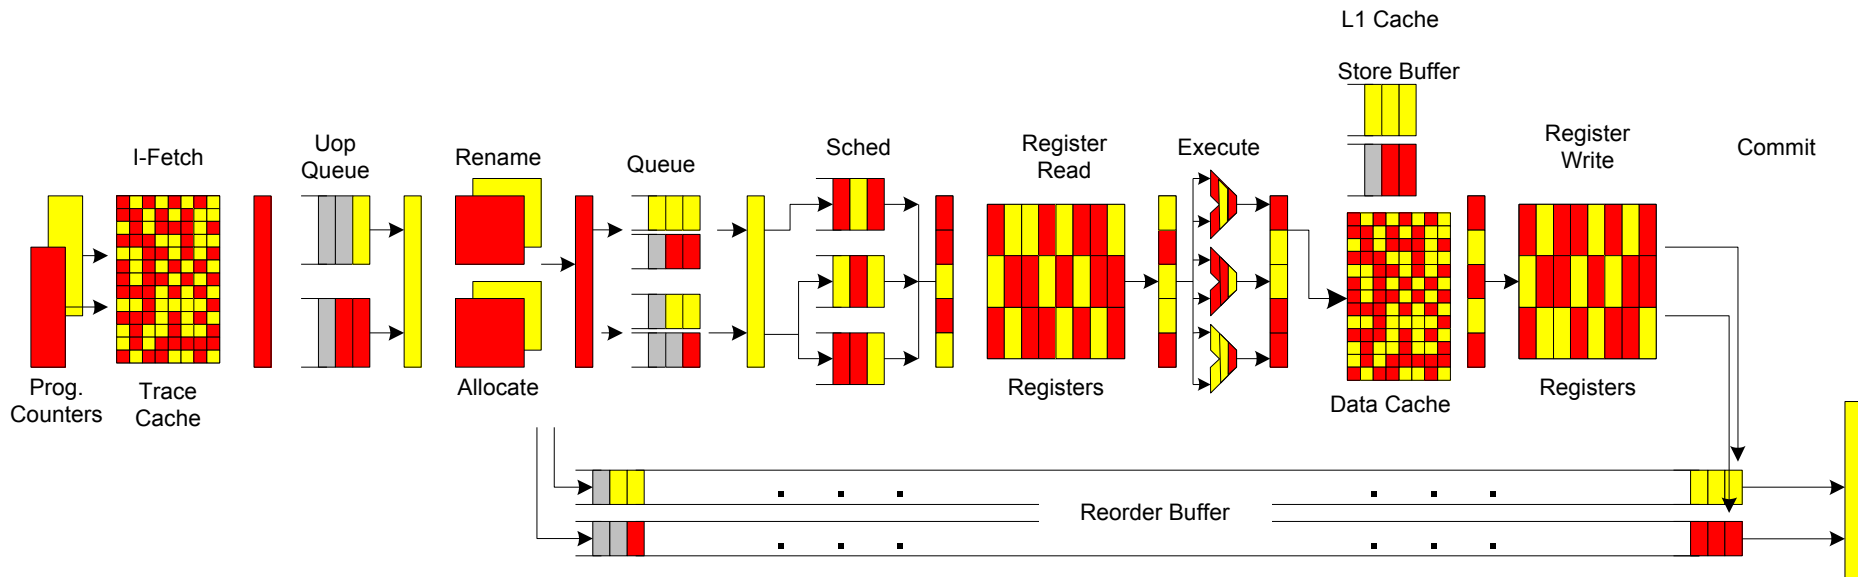 L1 Cache
Store Buffer
I-Fetch
Uop
Queue
Rename
Queue
Sched
Register
Read
Execute
Register
Write
Commit
Prog.
Counters
Trace
Cache
Allocate
Registers
Data Cache
Registers
Reorder Buffer